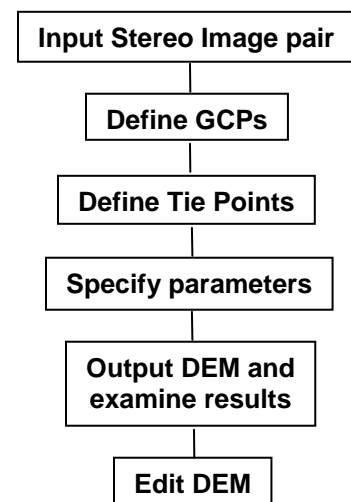 Input Stereo Image pair
Define GCPs
Define Tie Points
Specify parameters
Output DEM and
examine results
Edit DEM